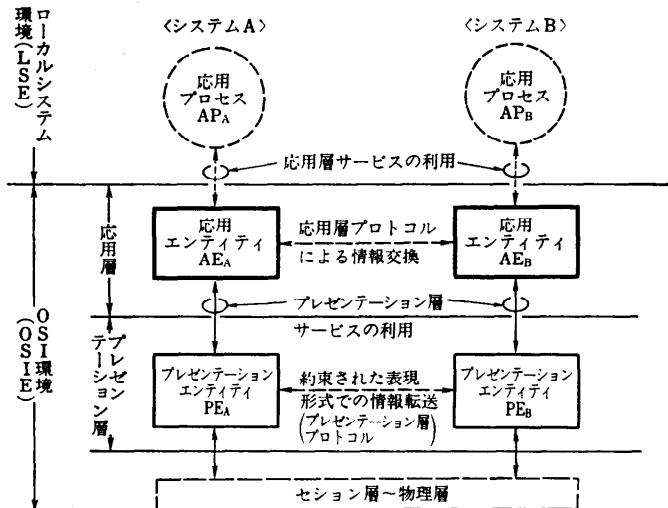 〈システムA〉
〈システムB〉
ローカルシステム
環境(LSE)
応用
プロセス
APA
応用
プロセス
APB
応用層サービスの利用
OSI環境
(OSIE)
応用層
応用
エンティティ
AEA
応用層プロトコル
による情報交換
応用
エンティティ
AEB
プレゼンテーション層
サービスの利用
プレゼン
テーション層
プレゼンテーション
エンティティ
PEA
約束された表現
形式での情報転送
(プレゼンテーション層
プロトコル)
プレゼンテーション
エンティティ
PEB
セション層~物理層